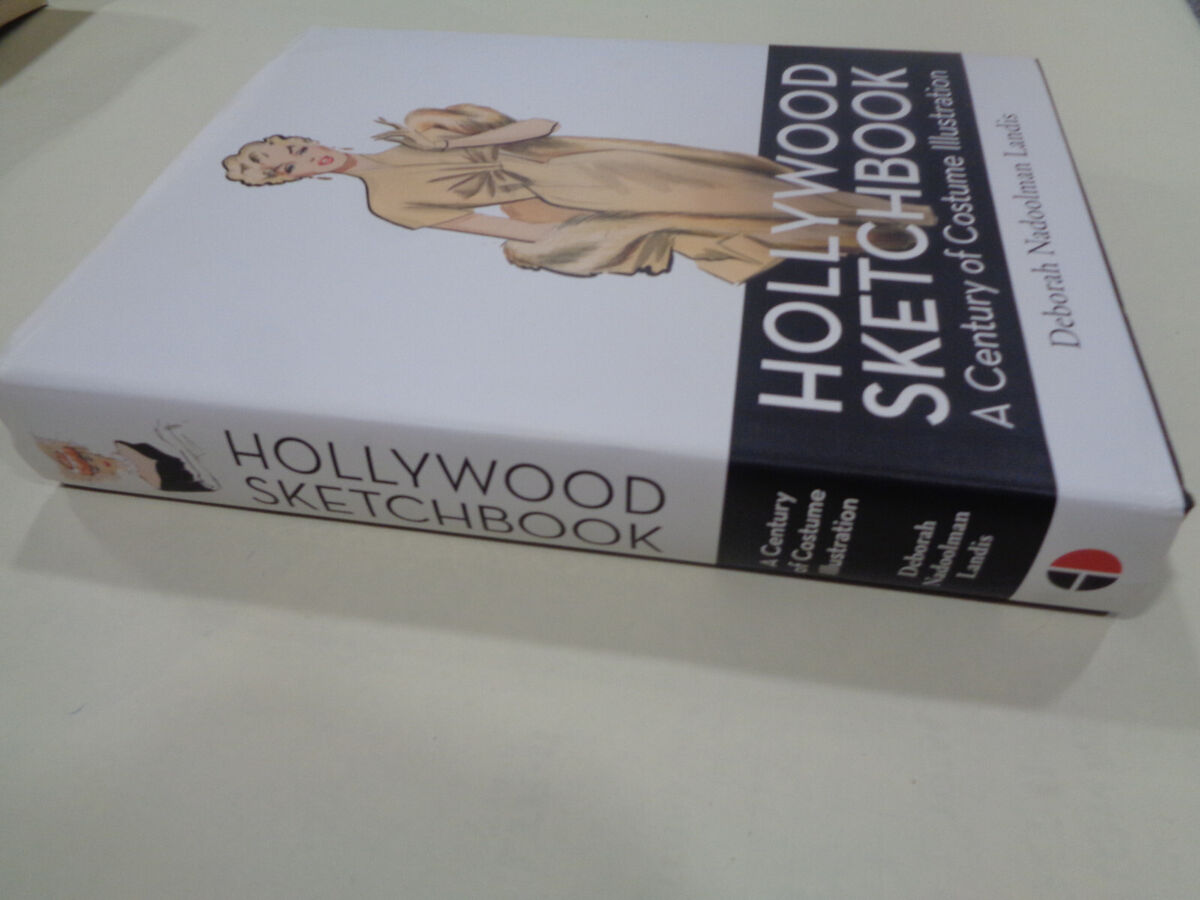 HOLLYWOOD
SKETCHBOOK
A Century of Costume Illustration
Deborah Nadoolman Landis
HOLLYWOOD
SKETCHBOOK
A Century
of Costume
Illustration
Deborah
Nadoolman
Landis